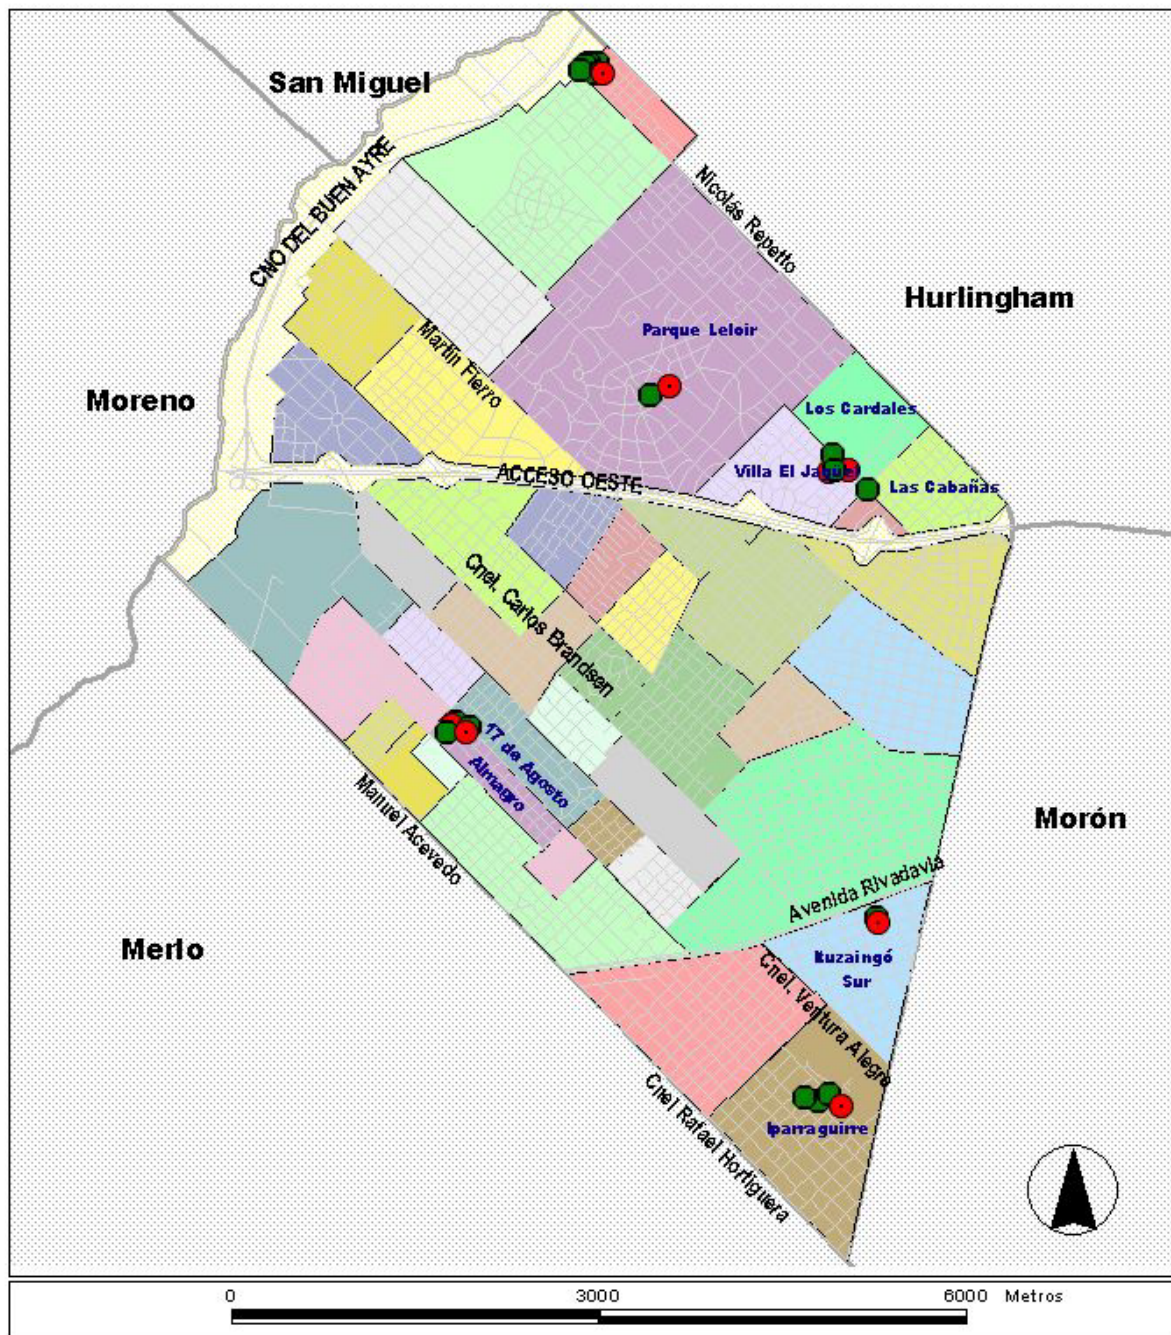 San Miguel
CNO DEL BUEN AYRE
Nicolás Repetto
Hurlingham
Parque Leloir
Martín Fierro
Moreno
Los Cardales
ACCESO OESTE
Villa El Jagüel
Las Cabañas
Cnel. Carlos Brandsen
17 de Agosto
Almagro
Manuel Acevedo
Morón
Avenida Rivadavia
Merlo
Ituzaingó
Sur
Cnel. Ventura Alegre
Cnel Rafael Hortiguera
Iparraguirre
0 3000 6000 Metros